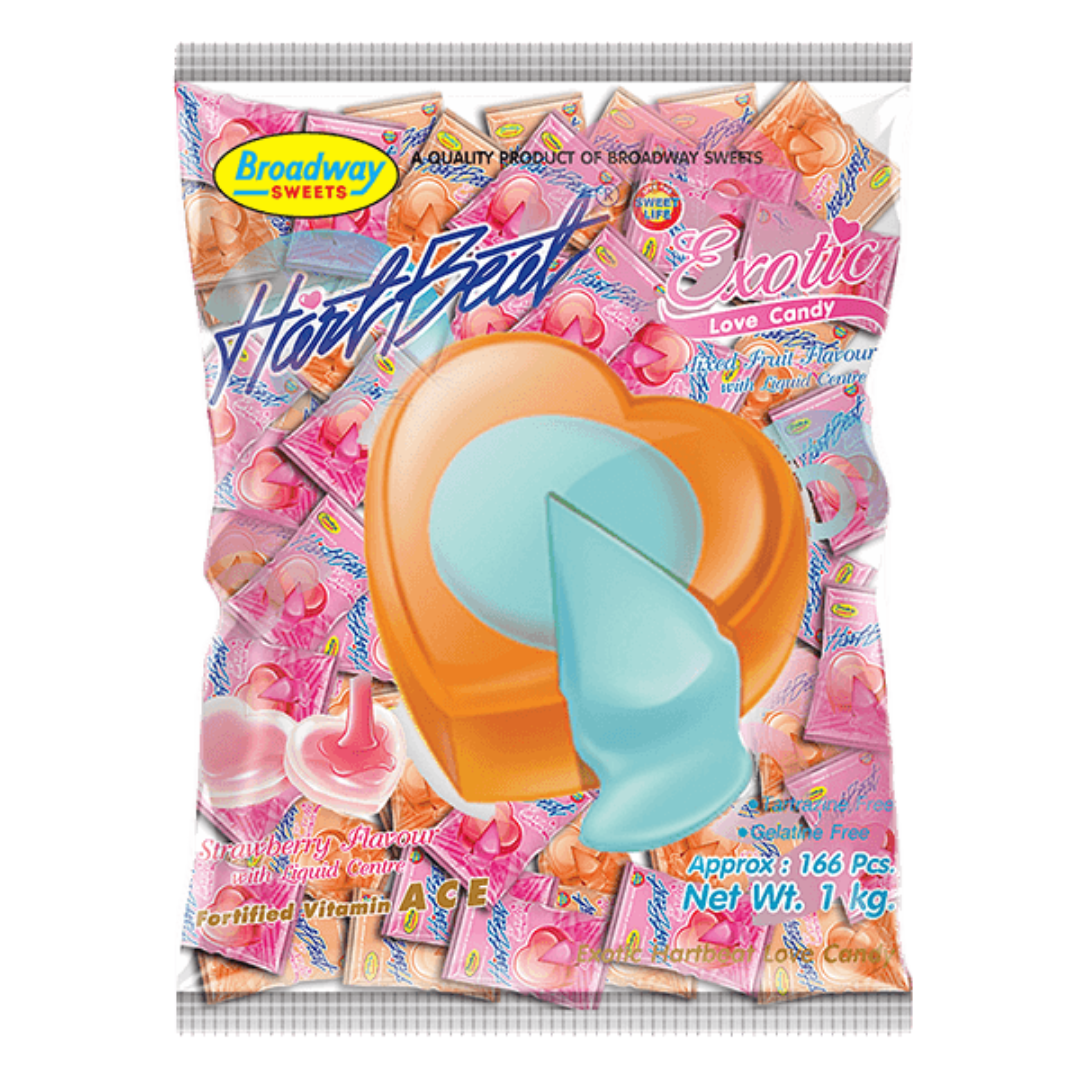 Broadway
SWEETS
A QUALITY PRODUCT OF BROADWAY SWEETS
HartBeat®
SWEET
LIFE
Exotic
Love Candy
Mixed Fruit Flavour
with Liquid Centre
• Tartrazine Free
• Gelatine Free
Approx : 166 Pcs.
Net Wt. 1 kg.
Strawberry Flavour
with Liquid Centre
Fortified Vitamin A C E
Exotic Hartbeat Love Candy